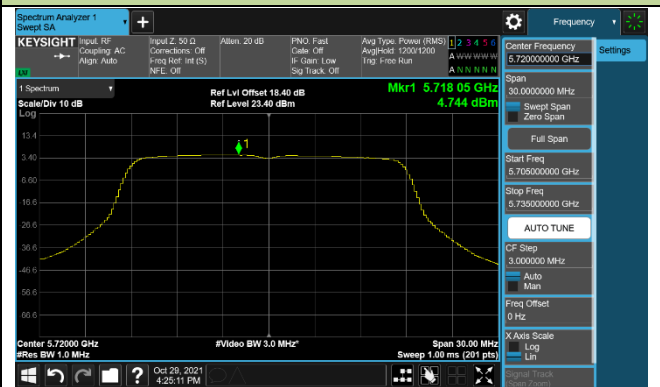 Spectrum Analyzer 1
Swept SA
Frequency
KEYSIGHT
Input: RF
Coupling: AC
Align: Auto
Input Z: 50 Ω
Corrections: Off
Freq Ref: Int (S)
NFE: Off
Atten: 20 dB
PNO: Fast
Gate: Off
IF Gain: Low
Sig Track: Off
Avg Type: Power (RMS)
Avg|Hold: 1200/1200
Trig: Free Run
1 2 3 4 5 6
A W W W W W
A N N N N N
LW
1 Spectrum
Scale/Div 10 dB
Log
Ref Lvl Offset 18.40 dB
Ref Level 23.40 dBm
Mkr1 5.718 05 GHz
4.744 dBm
1
13.4
3.40
-6.60
-16.6
-26.6
-36.6
-46.6
-56.6
-66.6
Center 5.72000 GHz
#Res BW 1.0 MHz
#Video BW 3.0 MHz*
Span 30.00 MHz
Sweep 1.00 ms (201 pts)
Center Frequency
5.720000000 GHz
Settings
Span
30.0000000 MHz
Swept Span
Zero Span
Full Span
Start Freq
5.705000000 GHz
Stop Freq
5.735000000 GHz
AUTO TUNE
CF Step
3.000000 MHz
Auto
Man
Freq Offset
0 Hz
X Axis Scale
Log
Lin
Signal Track
(Span Zoom)
Oct 29, 2021
4:25:11 PM